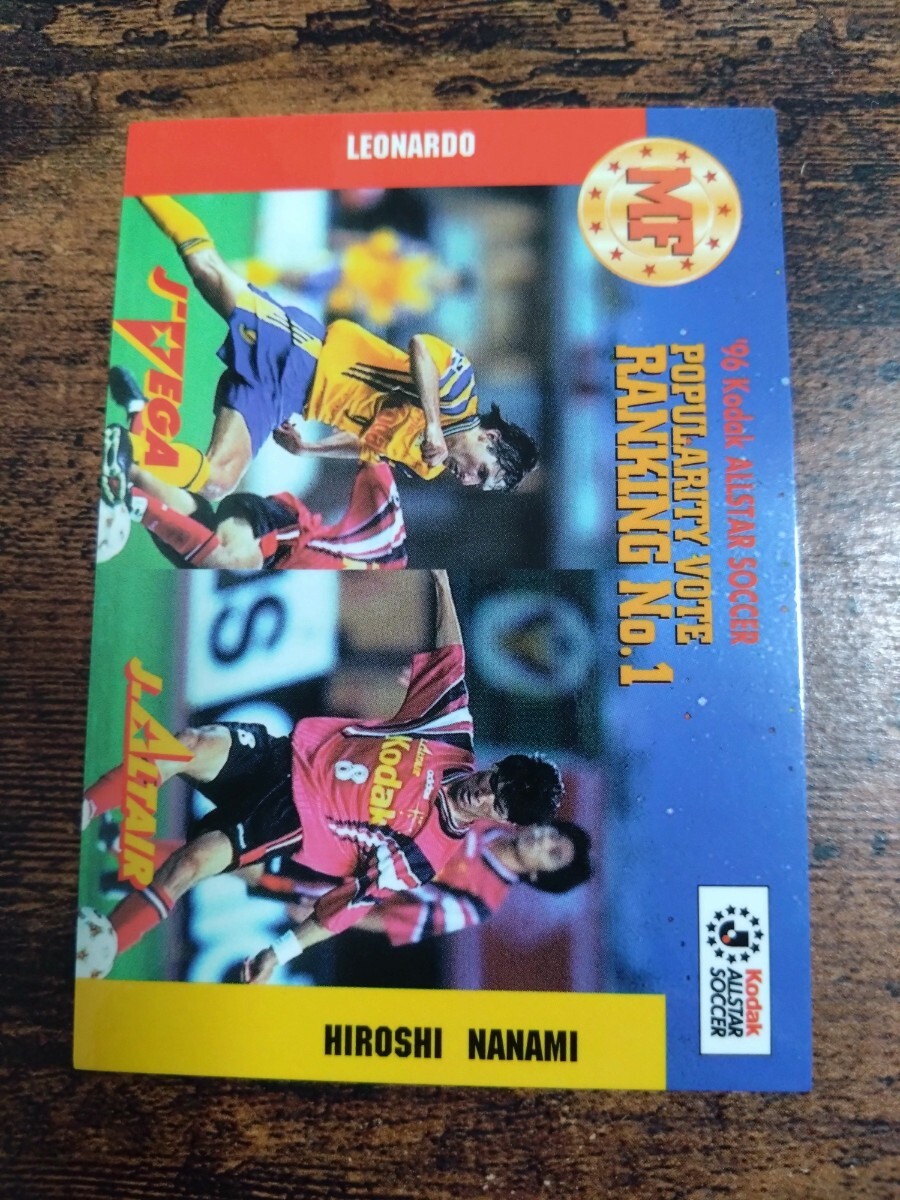 '96 Kodak ALLSTAR SOCCER
POPULARITY VOTE
RANKING No.1
MF
LEONARDO
J-VEGA
J-ALTAIR
Kodak
8
adidas
HIROSHI NANAMI
J
Kodak
ALLSTAR
SOCCER